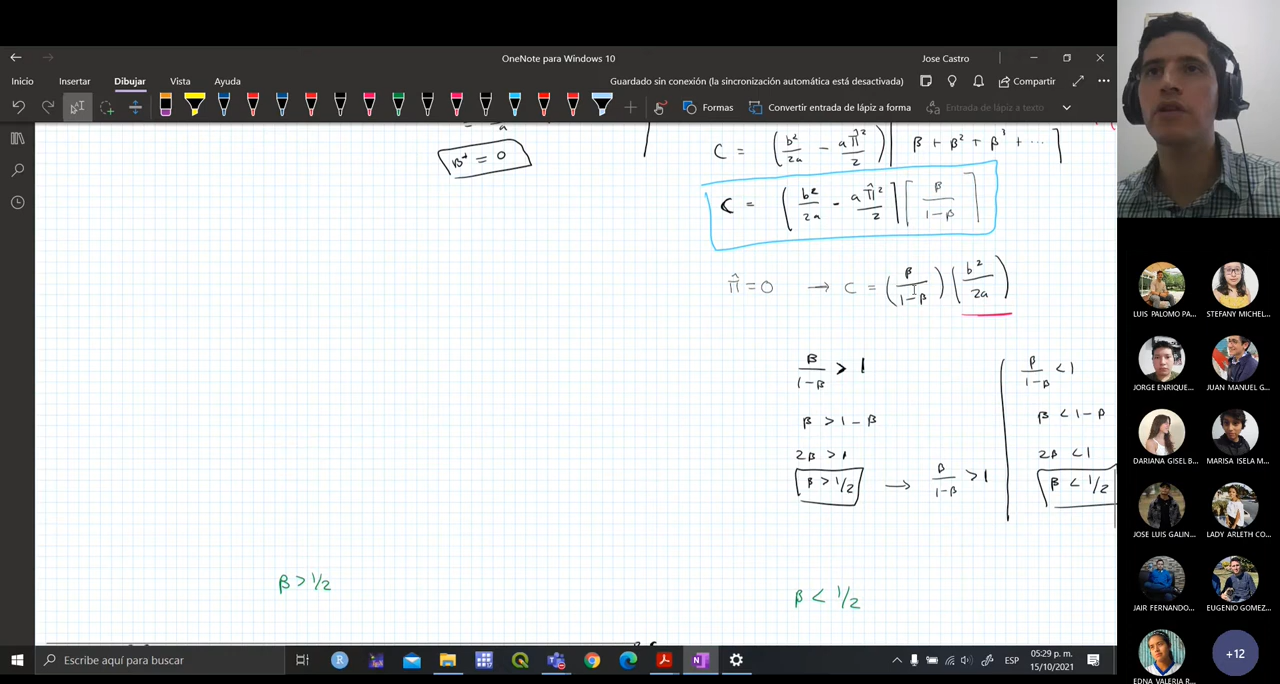 OneNote para Windows 10
Jose Castro
Inicio Insertar Dibujar Vista Ayuda
Guardado sin conexión (la sincronización automática está desactivada)
Compartir
Formas
Convertir entrada de lápiz a forma
Entrada de lápiz a texto
= a
B* = 0
C = (b²/2a - aπ̂²/2) [β + β² + β³ + ...]
C = (b²/2a - aπ̂²/2) [β/1-β]
π̂ = 0 → C = (β/1-β) (b²/2a)
β/1-β > 1
β > 1 - β
2β > 1
β > 1/2 → β/1-β > 1
β/1-β < 1
β < 1 - β
2β < 1
β < 1/2
β > 1/2
β < 1/2
LUIS PALOMO PA...
STEFANY MICHEL...
JORGE ENRIQUE...
JUAN MANUEL G...
DARIANA GISEL B...
MARISA ISELA M...
JOSE LUIS GALIN...
LADY ARLETH CO...
JAIR FERNANDO...
EUGENIO GOMEZ...
EDNA VALERIA R...
+12
Escribe aquí para buscar
ESP
05:29 p. m.
15/10/2021